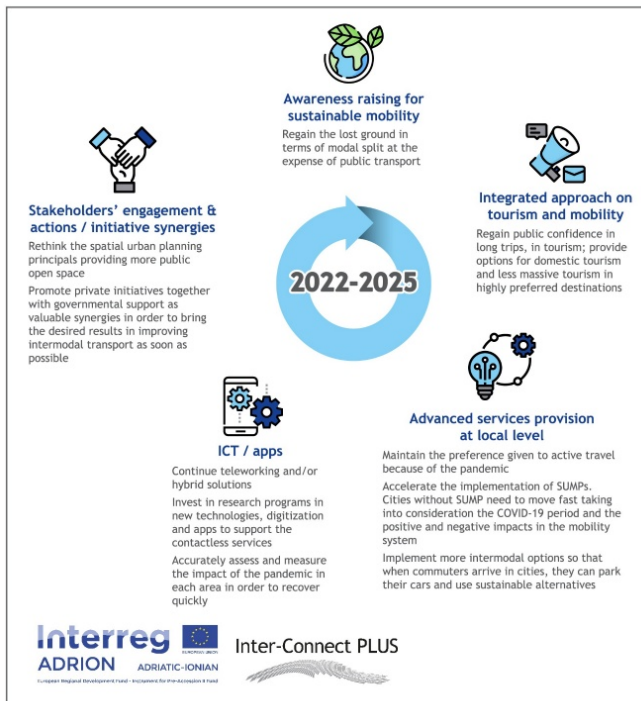 Awareness raising for
sustainable mobility
Regain the lost ground in
terms of modal split at the
expense of public transport
Stakeholders’ engagement &
actions / initiative synergies
Rethink the spatial urban planning
principals providing more public
open space
Promote private initiatives together
with governmental support as
valuable synergies in order to bring
the desired results in improving
intermodal transport as soon as
possible
Integrated approach on
tourism and mobility
Regain public confidence in
long trips, in tourism; provide
options for domestic tourism
and less massive tourism in
highly preferred destinations
2022-2025
ICT / apps
Continue teleworking and/or
hybrid solutions
Invest in research programs in
new technologies, digitization
and apps to support the
contactless services
Accurately assess and measure
the impact of the pandemic in
each area in order to recover
quickly
Advanced services provision
at local level
Maintain the preference given to active travel
because of the pandemic
Accelerate the implementation of SUMPs.
Cities without SUMP need to move fast taking
into consideration the COVID-19 period and the
positive and negative impacts in the mobility
system
Implement more intermodal options so that
when commuters arrive in cities, they can park
their cars and use sustainable alternatives
Interreg
EUROPEAN UNION
ADRION ADRIATIC-IONIAN
European Regional Development Fund - Instrument for Pre-Accession II Fund
Inter-Connect PLUS